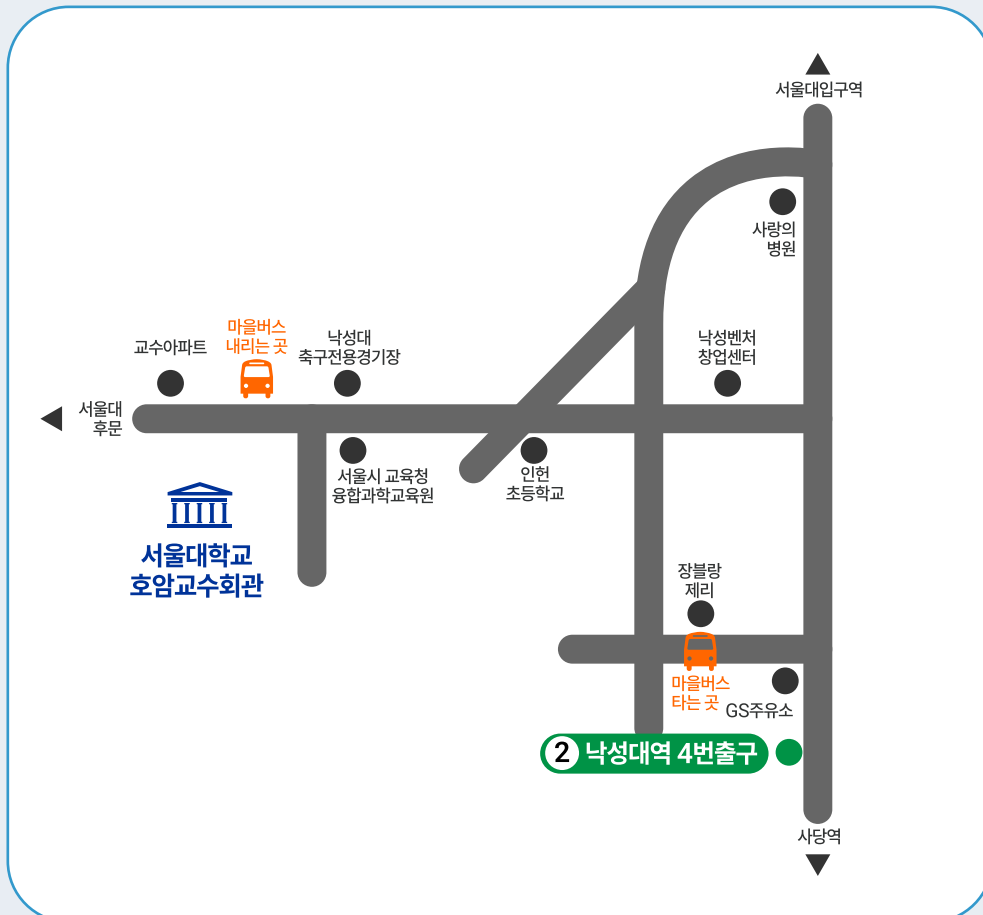 서울대입구역
사랑의
병원
마을버스
내리는 곳
교수아파트
낙성대
축구전용경기장
낙성벤처
창업센터
서울대
후문
서울시 교육청
융합과학교육원
인헌
초등학교
서울대학교
호암교수회관
장블랑
제리
마을버스
타는 곳
GS주유소
2 낙성대역 4번출구
사당역